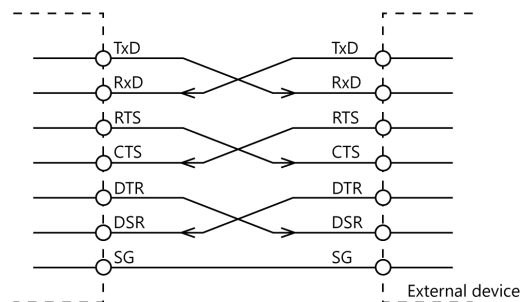 TxD TxD
RxD RxD
RTS RTS
CTS CTS
DTR DTR
DSR DSR
SG SG
External device